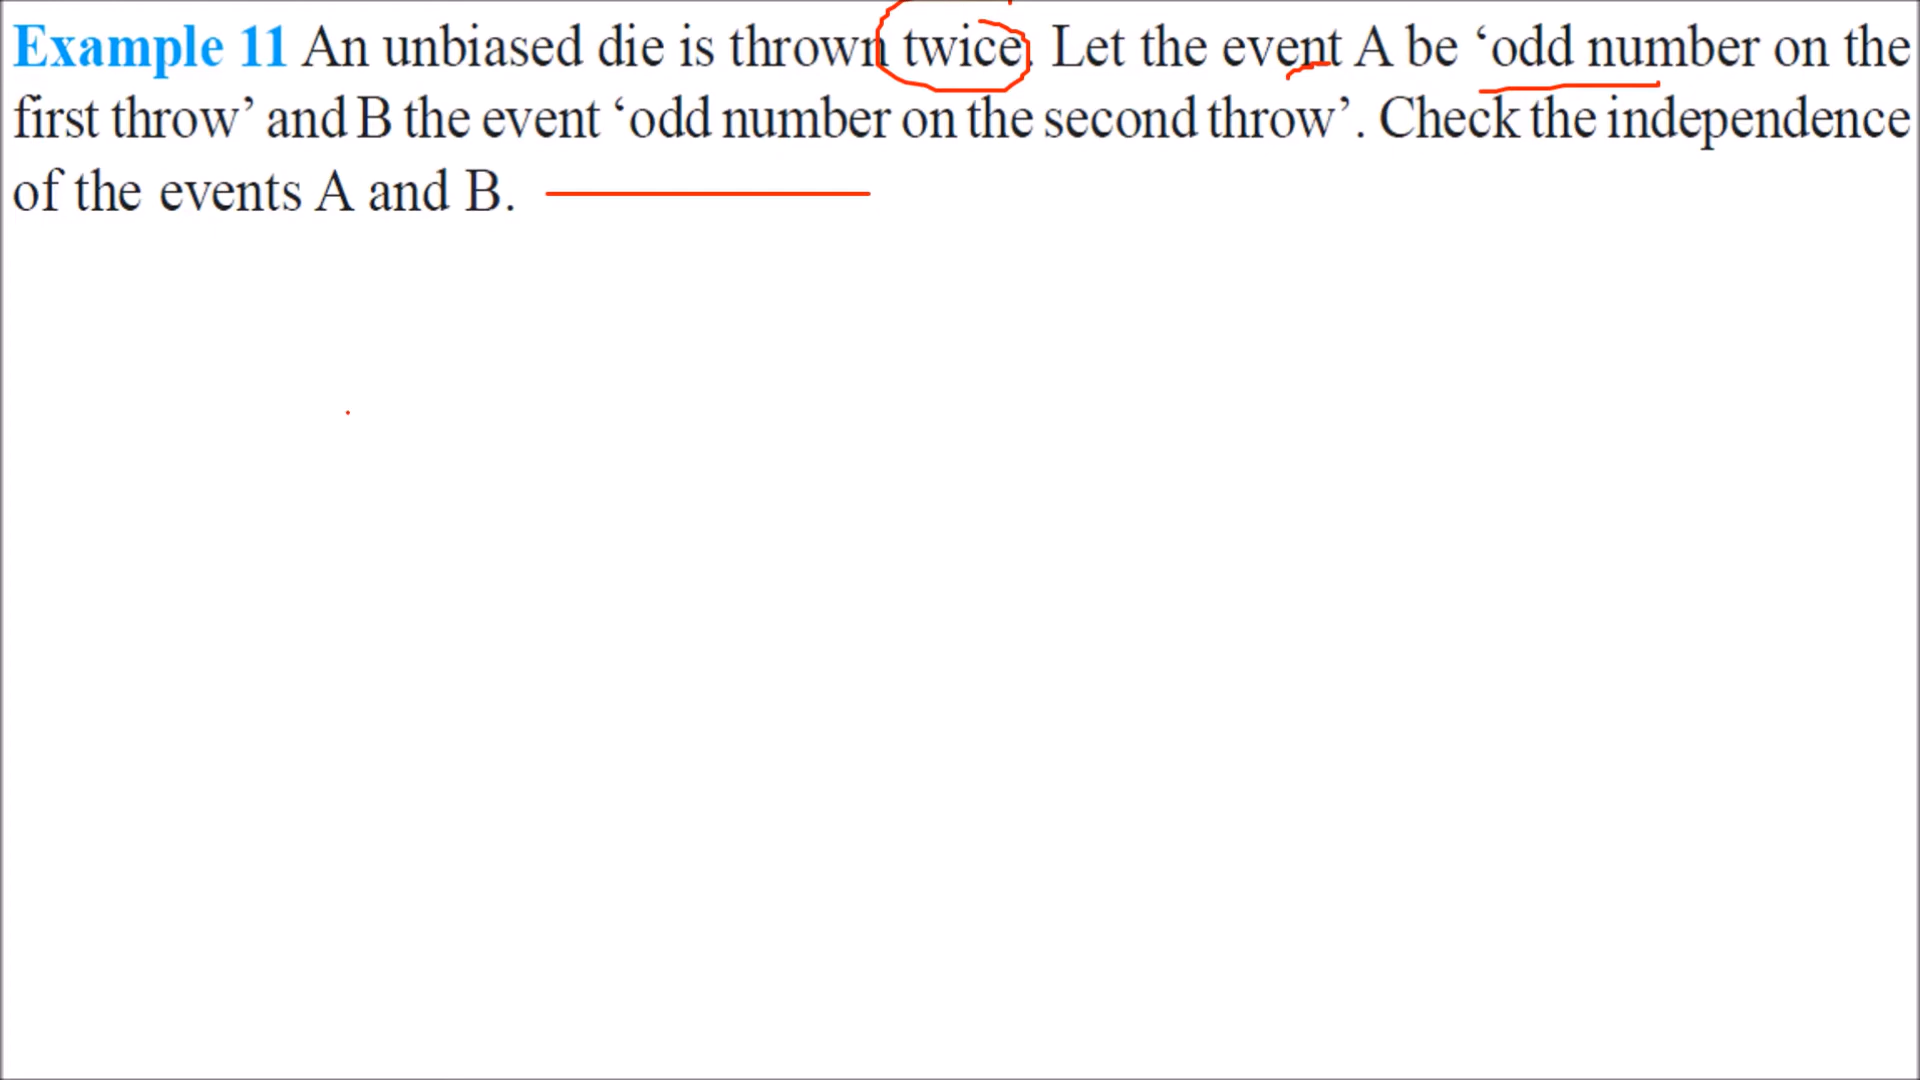 Example 11 An unbiased die is thrown twice. Let the event A be ‘odd number on the
first throw’ and B the event ‘odd number on the second throw’. Check the independence
of the events A and B.